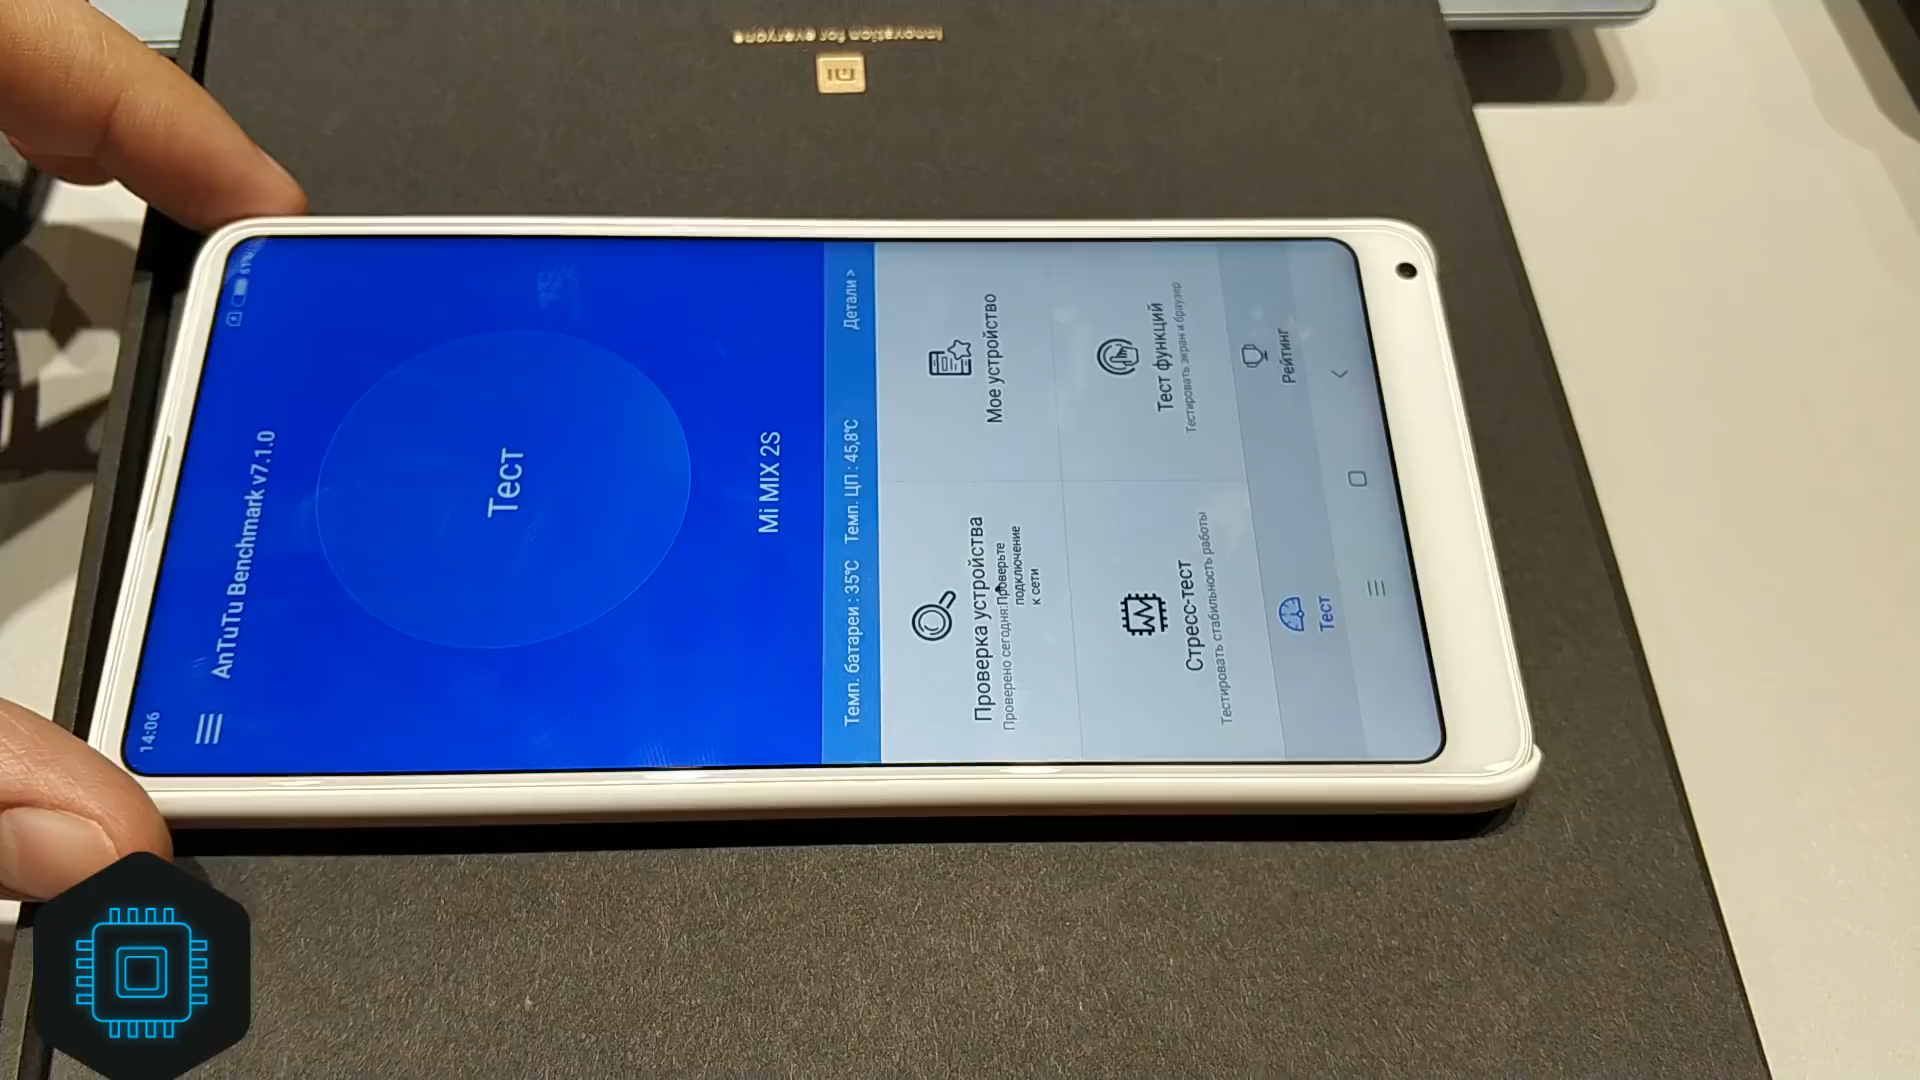 innovation for everyone
14:06
61%
AnTuTu Benchmark v7.1.0
Тест
Mi MIX 2S
Темп. батареи : 35℃ Темп. ЦП : 45,8℃ Детали >
Проверка устройства
Проверено сегодня:Проверьте
подключение
к сети
Мое устройство
Стресс-тест
Тестировать стабильность работы
Тест функций
Тестировать экран и браузер
Тест
Рейтинг